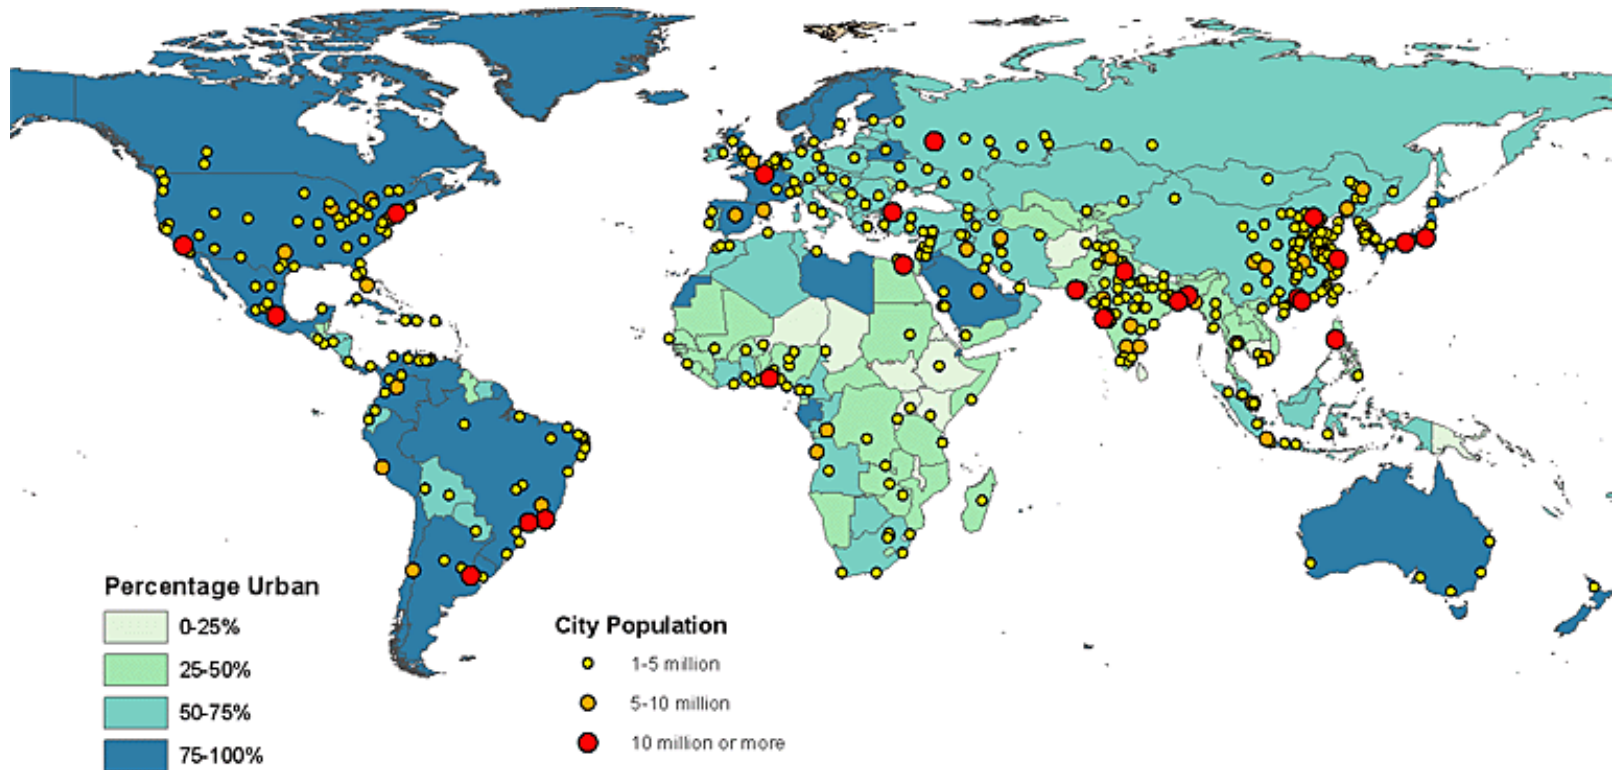 Percentage Urban
0-25%
25-50%
50-75%
75-100%
City Population
1-5 million
5-10 million
10 million or more